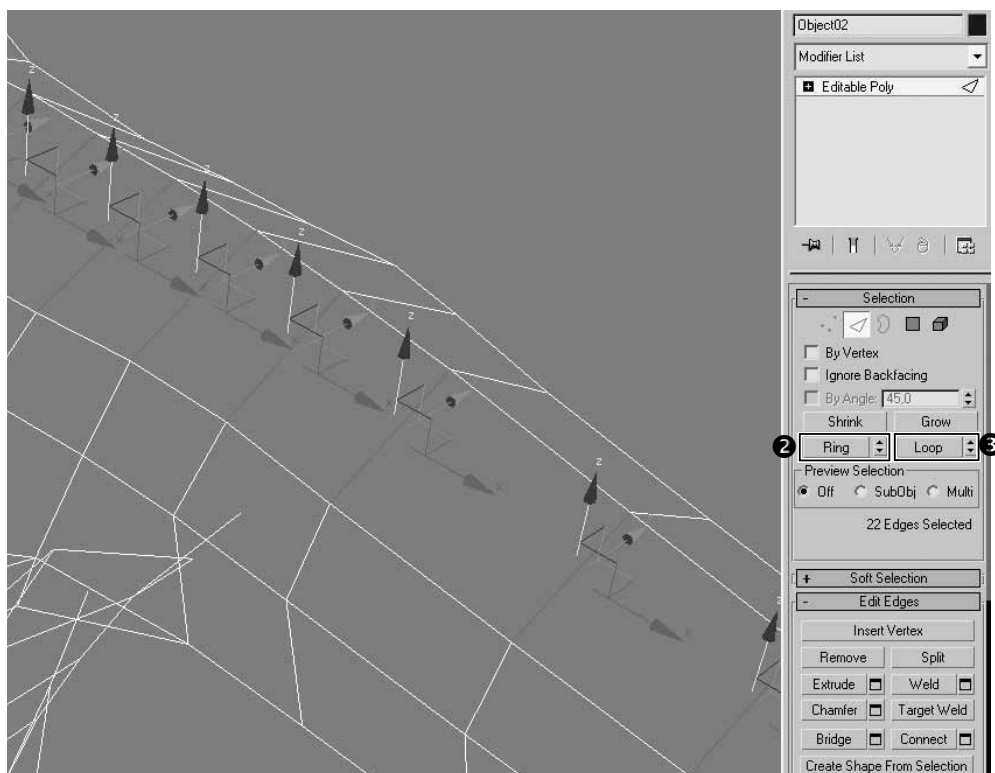 Object02
Modifier List
Editable Poly
- Selection
By Vertex
Ignore Backfacing
By Angle: 45,0
Shrink Grow
2 Ring Loop 3
Preview Selection
Off SubObj Multi
22 Edges Selected
+ Soft Selection
- Edit Edges
Insert Vertex
Remove Split
Extrude Weld
Chamfer Target Weld
Bridge Connect
Create Shape From Selection
z
z
z
z
z
z
z
x
x
x
x
x
x